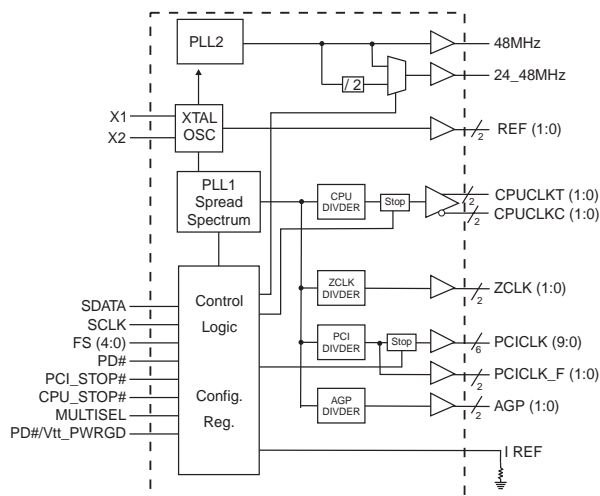 PLL2
48MHz
/ 2
24_48MHz
X1
X2
XTAL
OSC
2
REF (1:0)
PLL1
Spread
Spectrum
CPU
DIVDER
Stop
2
CPUCLKT (1:0)
2
CPUCLKC (1:0)
ZCLK
DIVDER
2
ZCLK (1:0)
Control
Logic
Config.
Reg.
SDATA
SCLK
FS (4:0)
PD#
PCI_STOP#
CPU_STOP#
MULTISEL
PD#/Vtt_PWRGD
PCI
DIVDER
Stop
6
PCICLK (9:0)
2
PCICLK_F (1:0)
AGP
DIVDER
2
AGP (1:0)
I REF